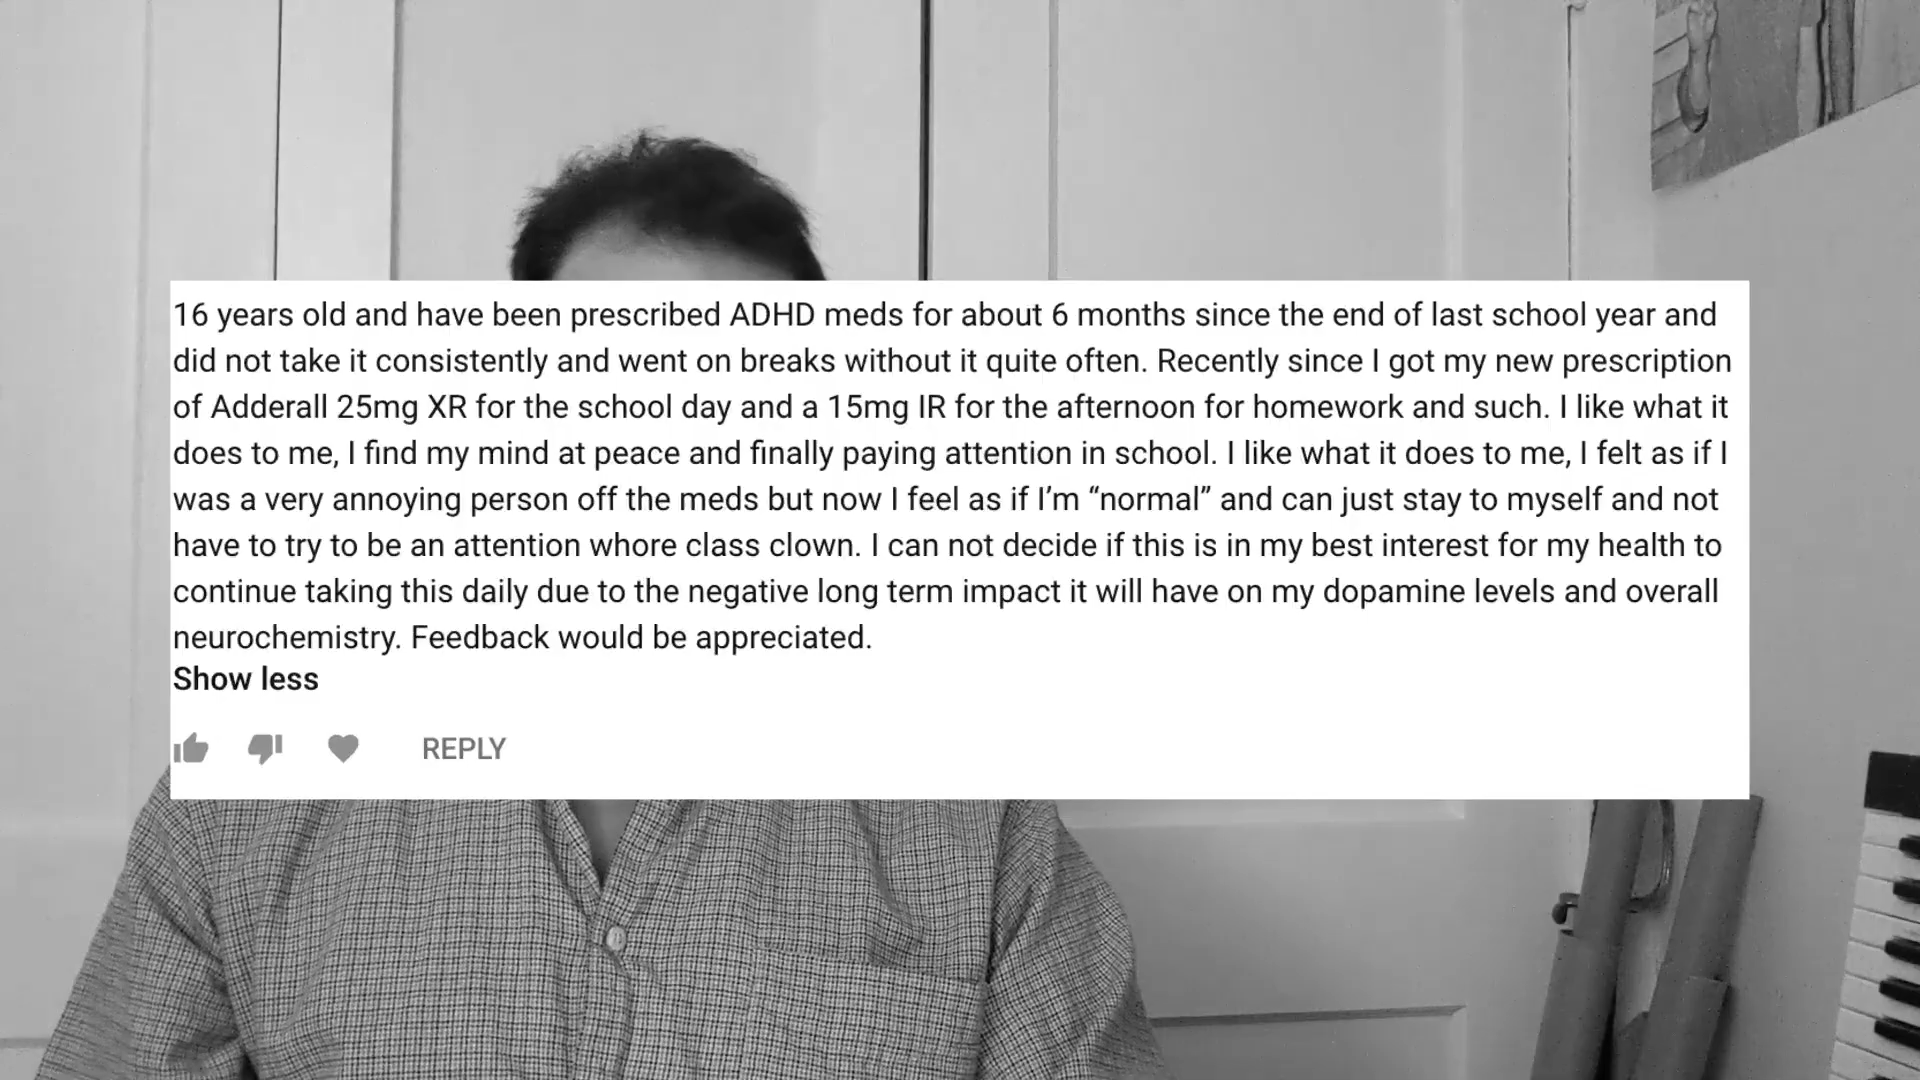 16 years old and have been prescribed ADHD meds for about 6 months since the end of last school year and
did not take it consistently and went on breaks without it quite often. Recently since I got my new prescription
of Adderall 25mg XR for the school day and a 15mg IR for the afternoon for homework and such. I like what it
does to me, I find my mind at peace and finally paying attention in school. I like what it does to me, I felt as if I
was a very annoying person off the meds but now I feel as if I’m “normal” and can just stay to myself and not
have to try to be an attention whore class clown. I can not decide if this is in my best interest for my health to
continue taking this daily due to the negative long term impact it will have on my dopamine levels and overall
neurochemistry. Feedback would be appreciated.
Show less
REPLY